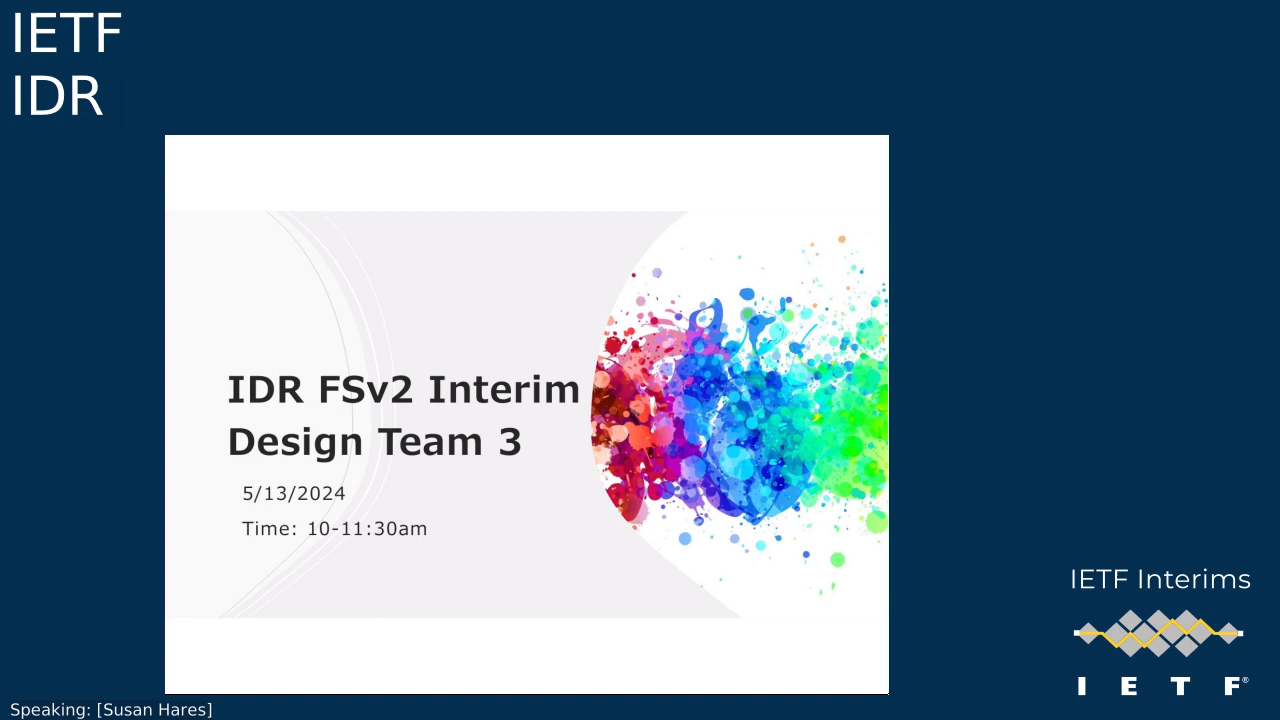 IETF
IDR
IDR FSv2 Interim
Design Team 3
5/13/2024
Time: 10-11:30am
IETF Interims
I E T F®
Speaking: [Susan Hares]